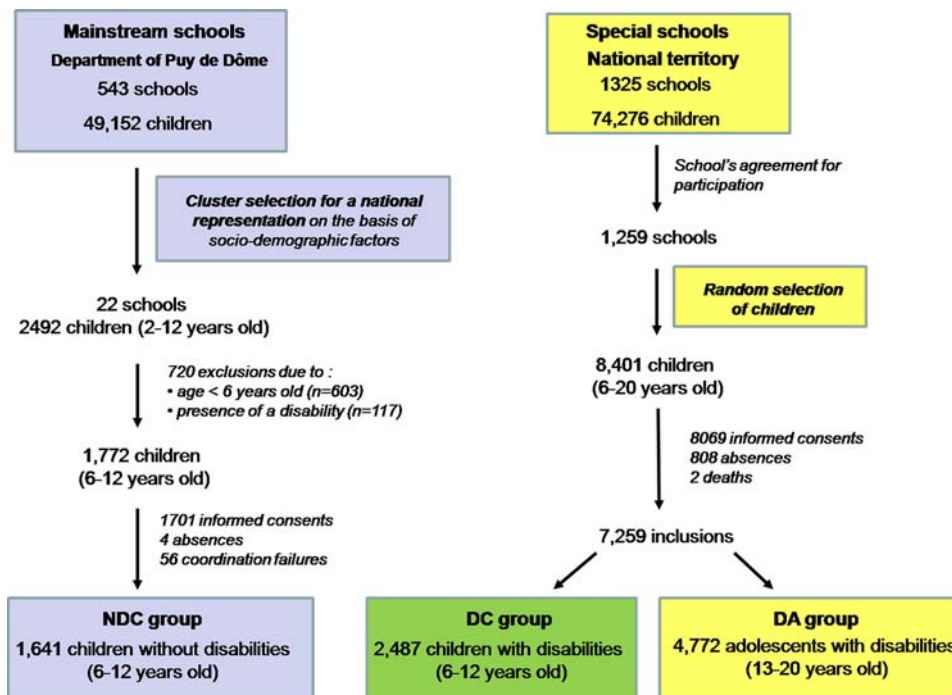 Mainstream schools
Department of Puy de Dôme
543 schools
49,152 children
Cluster selection for a national
representation on the basis of
socio-demographic factors
22 schools
2492 children (2-12 years old)
720 exclusions due to :
• age < 6 years old (n=603)
• presence of a disability (n=117)
1,772 children
(6-12 years old)
1701 informed consents
4 absences
56 coordination failures
NDC group
1,641 children without disabilities
(6-12 years old)
Special schools
National territory
1325 schools
74,276 children
School's agreement for
participation
1,259 schools
Random selection
of children
8,401 children
(6-20 years old)
8069 informed consents
808 absences
2 deaths
7,259 inclusions
DC group
2,487 children with disabilities
(6-12 years old)
DA group
4,772 adolescents with disabilities
(13-20 years old)